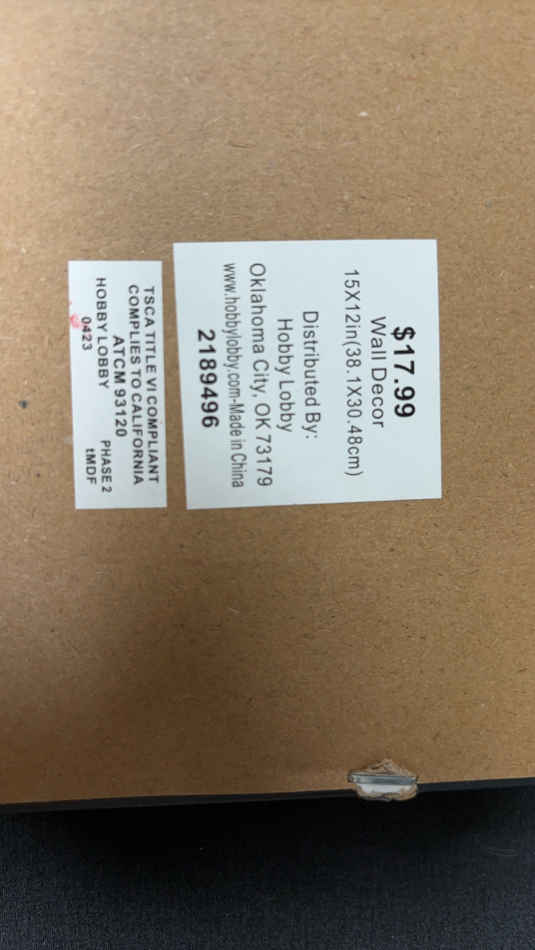 $17.99
Wall Decor
15X12in(38.1X30.48cm)
Distributed By:
Hobby Lobby
Oklahoma City, OK 73179
www.hobbylobby.com-Made in China
2189496
TSCA TITLE VI COMPLIANT
COMPLIES TO CALIFORNIA
ATCM 93120
HOBBY LOBBY PHASE 2
0423 tMDF